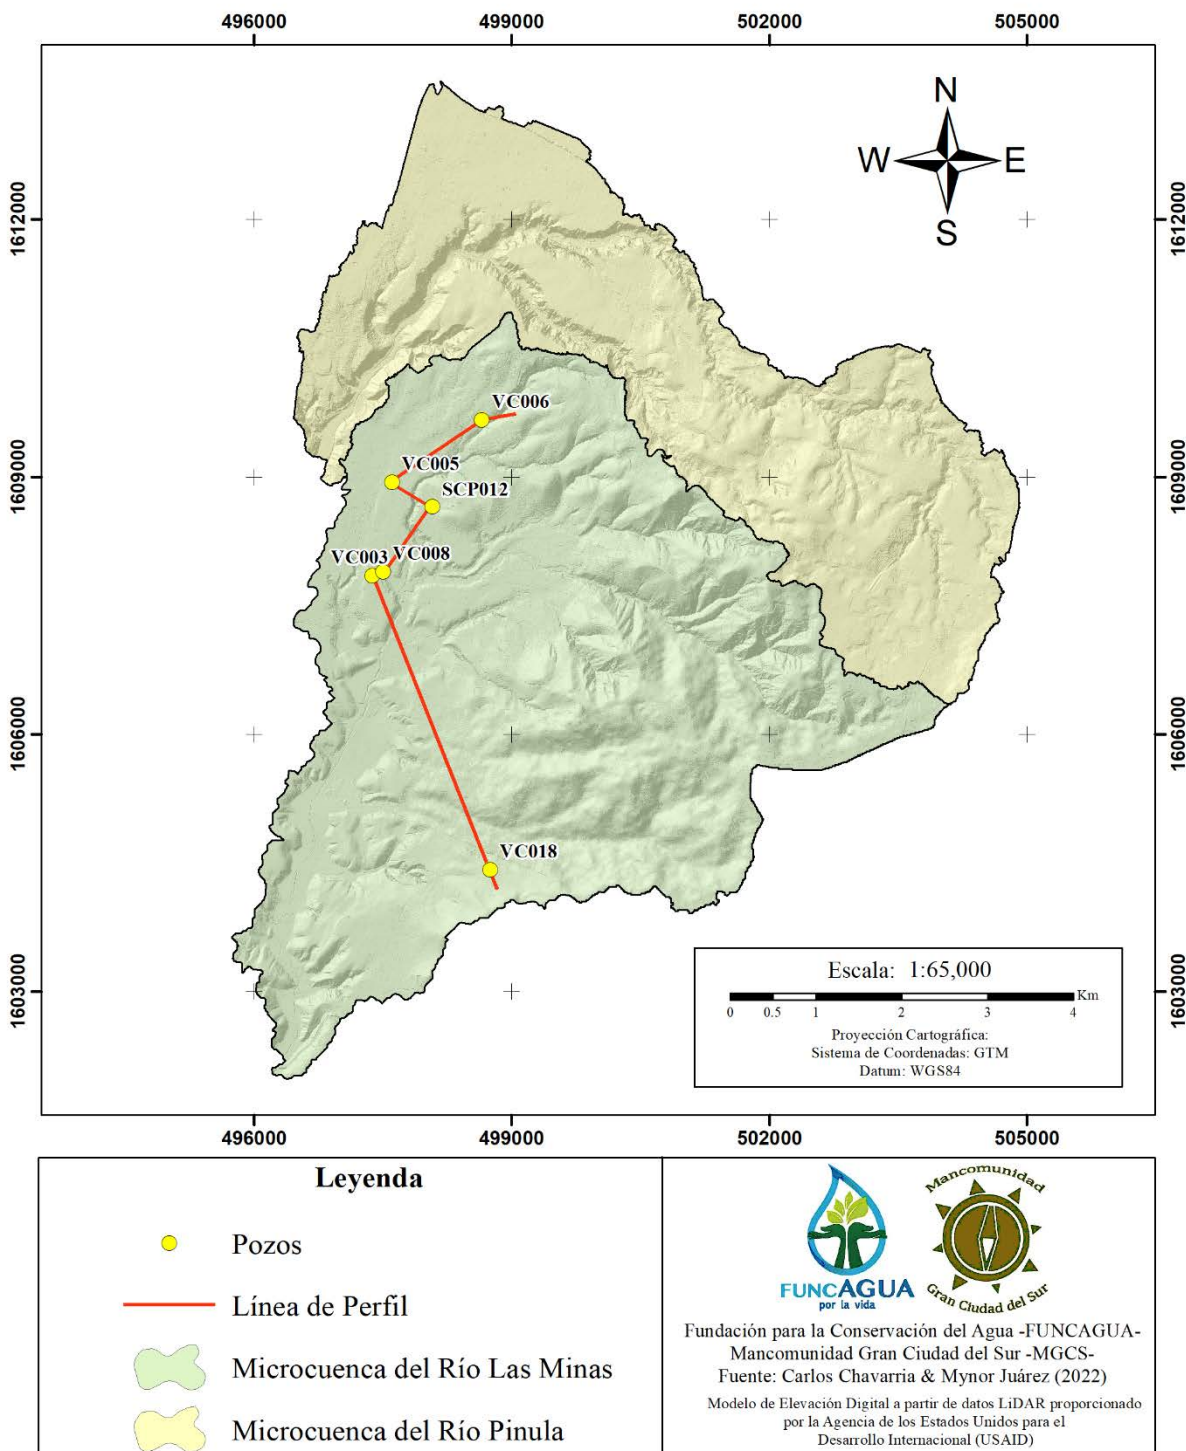 496000 499000 502000 505000
N
W E
S
1612000 1612000
VC006
1609000 1609000
VC005
SCP012
VC003 VC008
1606000 1606000
VC018
Escala: 1:65,000
Km
0 0.5 1 2 3 4
Proyección Cartográfica:
Sistema de Coordenadas: GTM
Datum: WGS84
1603000 1603000
496000 499000 502000 505000
Leyenda
Pozos
Línea de Perfil
Microcuenca del Río Las Minas
Microcuenca del Río Pinula
FUNCAGUA
por la vida
Mancomunidad
Gran Ciudad del Sur
Fundación para la Conservación del Agua -FUNCAGUA-
Mancomunidad Gran Ciudad del Sur -MGCS-
Fuente: Carlos Chavarria & Mynor Juárez (2022)
Modelo de Elevación Digital a partir de datos LiDAR proporcionado
por la Agencia de los Estados Unidos para el
Desarrollo Internacional (USAID)